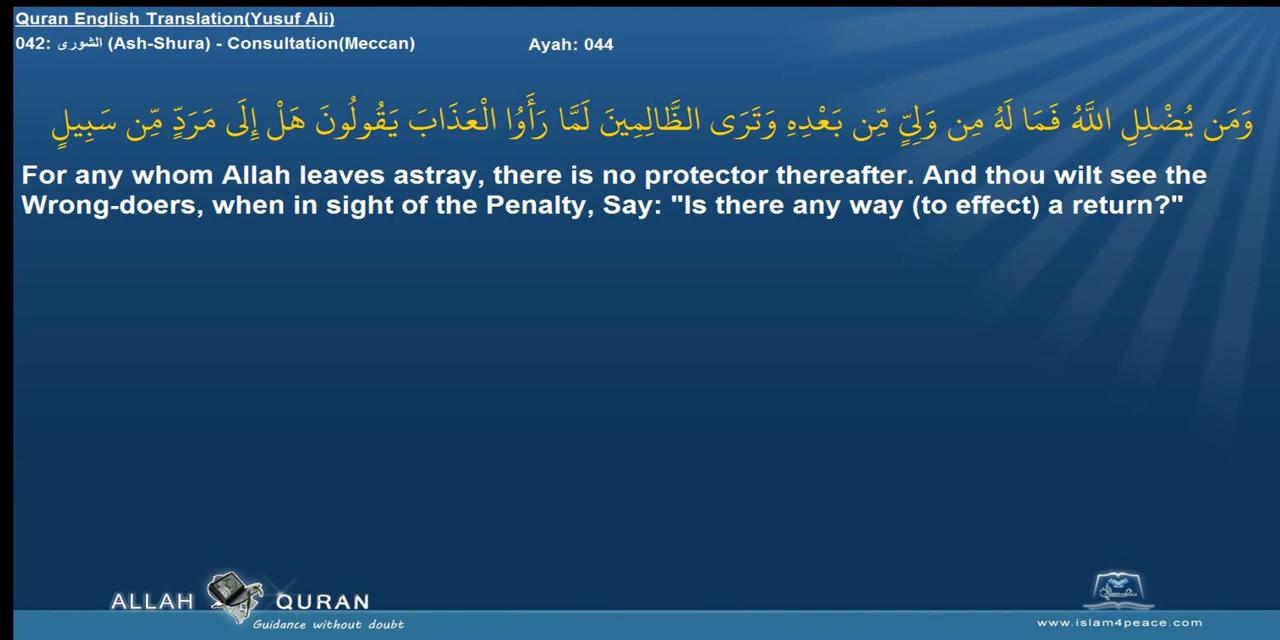 Quran English Translation(Yusuf Ali)
042: الشورى (Ash-Shura) - Consultation(Meccan) Ayah: 044
وَمَن يُضْلِلِ اللَّهُ فَمَا لَهُ مِن وَلِيٍّ مِّن بَعْدِهِ وَتَرَى الظَّالِمِينَ لَمَّا رَأَوُا الْعَذَابَ يَقُولُونَ هَلْ إِلَى مَرَدٍّ مِّن سَبِيلٍ
For any whom Allah leaves astray, there is no protector thereafter. And thou wilt see the
Wrong-doers, when in sight of the Penalty, Say: "Is there any way (to effect) a return?"
ALLAH QURAN
Guidance without doubt
www.islam4peace.com